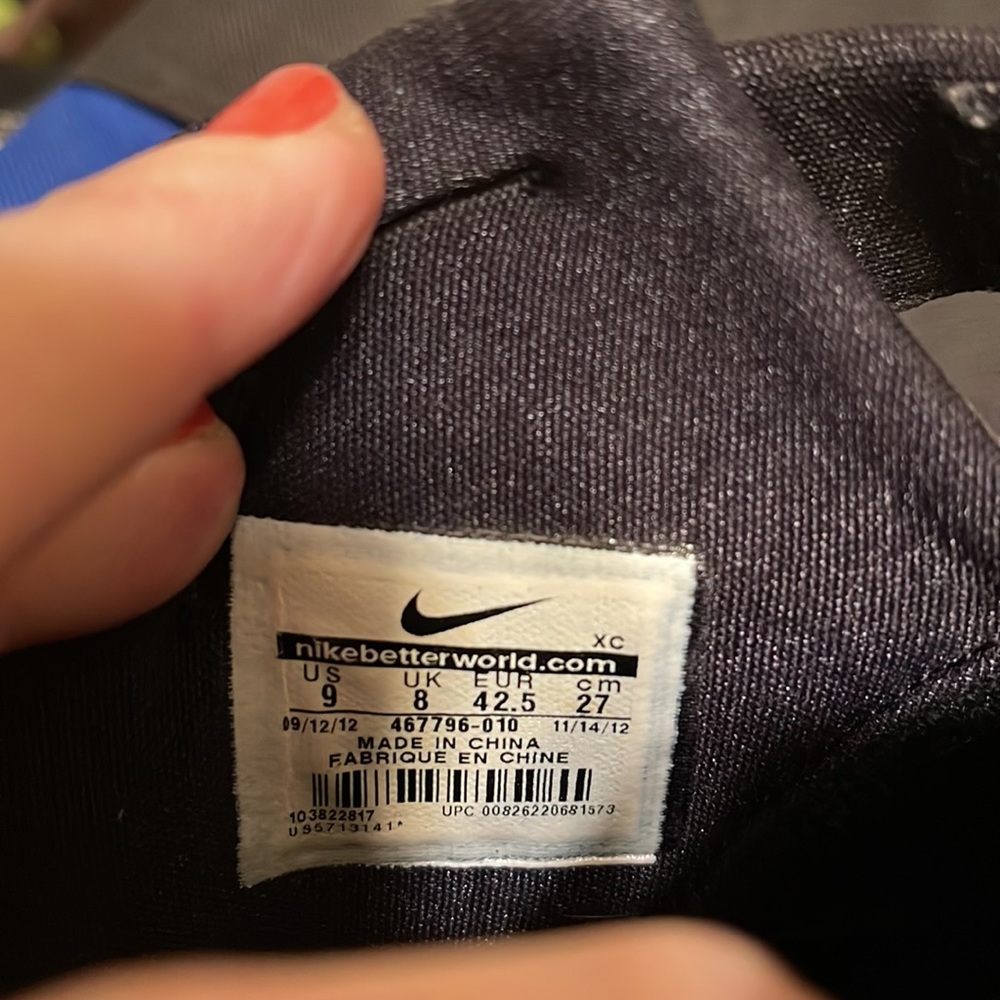 XC
nikebetterworld.com
US UK EUR cm
9 8 42.5 27
09/12/12 467796-010 11/14/12
MADE IN CHINA
FABRIQUE EN CHINE
103822817 UPC 00826220681573
U95713141*